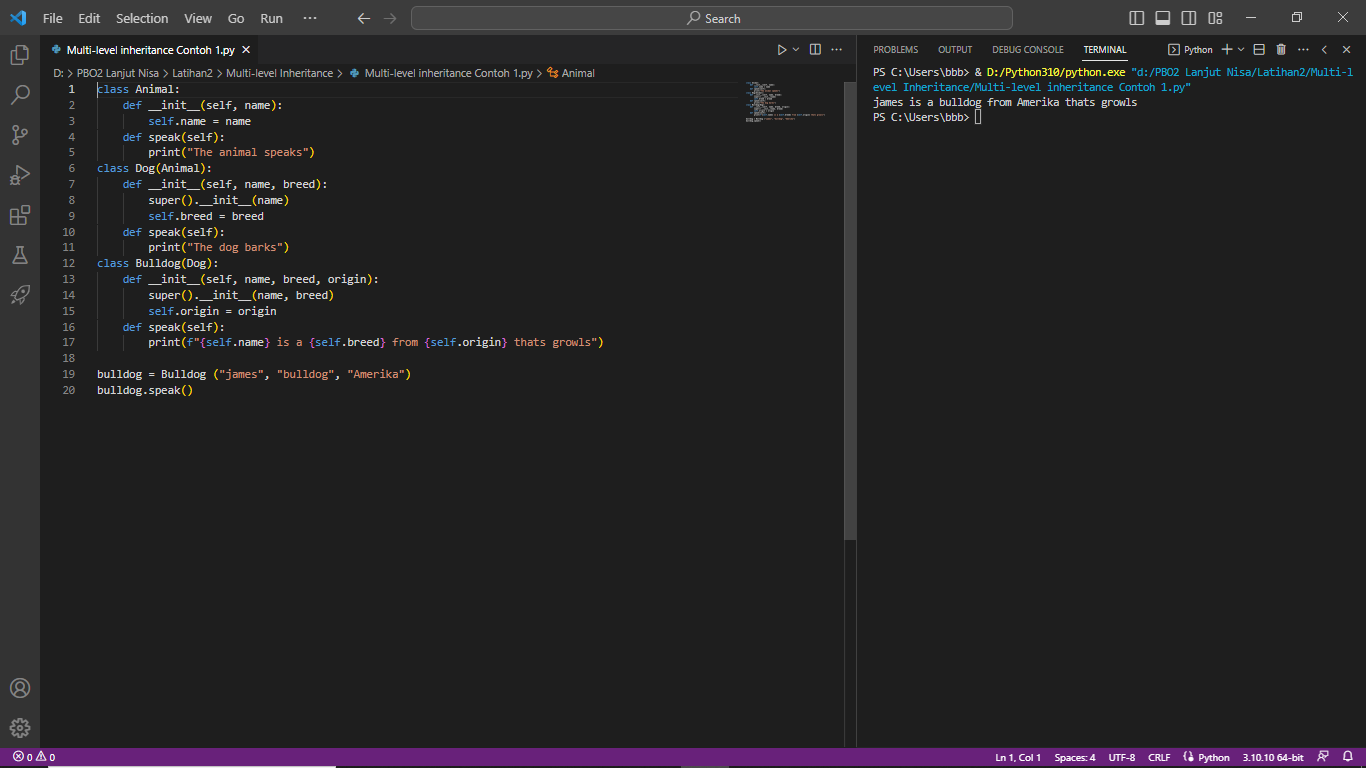 File Edit Selection View Go Run ··· Search
Multi-level inheritance Contoh 1.py
D: > PBO2 Lanjut Nisa > Latihan2 > Multi-level Inheritance > Multi-level inheritance Contoh 1.py > Animal
1 class Animal:
2     def __init__(self, name):
3         self.name = name
4     def speak(self):
5         print("The animal speaks")
6 class Dog(Animal):
7     def __init__(self, name, breed):
8         super().__init__(name)
9         self.breed = breed
10     def speak(self):
11         print("The dog barks")
12 class Bulldog(Dog):
13     def __init__(self, name, breed, origin):
14         super().__init__(name, breed)
15         self.origin = origin
16     def speak(self):
17         print(f"{self.name} is a {self.breed} from {self.origin} thats growls")
18
19 bulldog = Bulldog ("james", "bulldog", "Amerika")
20 bulldog.speak()
PROBLEMS OUTPUT DEBUG CONSOLE TERMINAL Python
PS C:\Users\bbb> & D:/Python310/python.exe "d:/PBO2 Lanjut Nisa/Latihan2/Multi-l
evel Inheritance/Multi-level inheritance Contoh 1.py"
james is a bulldog from Amerika thats growls
PS C:\Users\bbb>
0 0 Ln 1, Col 1 Spaces: 4 UTF-8 CRLF Python 3.10.10 64-bit